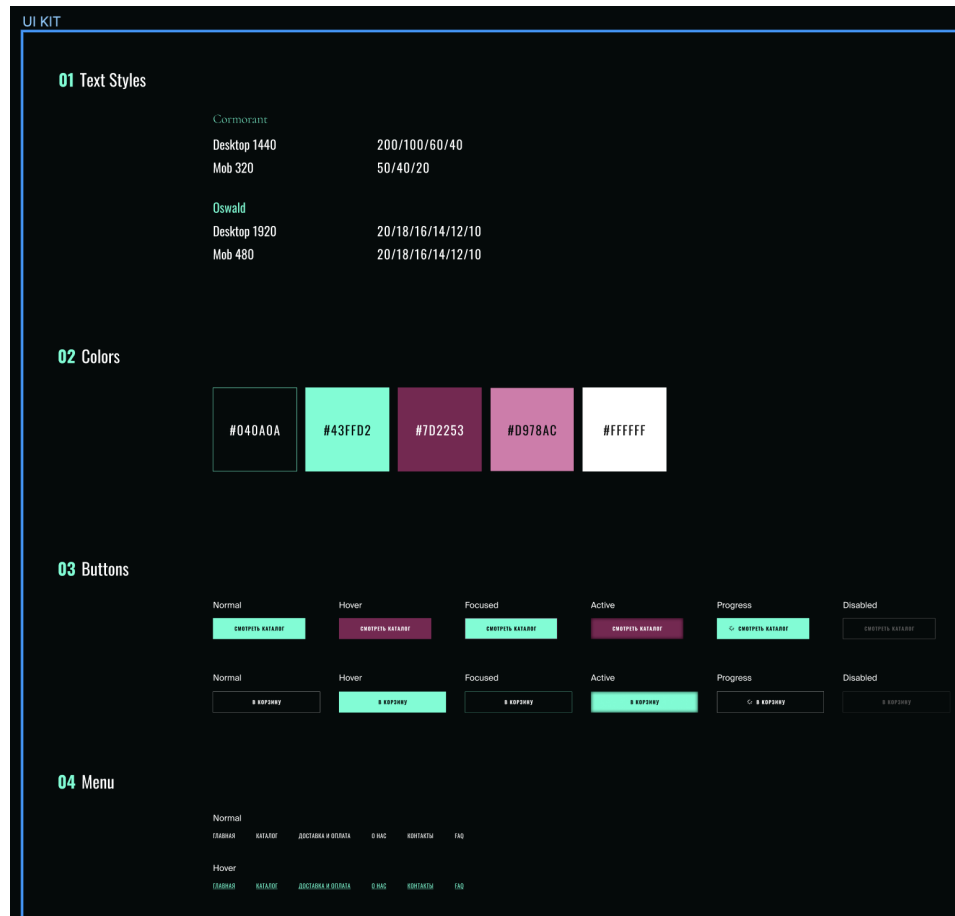 UI KIT
01 Text Styles
Cormorant
Desktop 1440 200/100/60/40
Mob 320 50/40/20
Oswald
Desktop 1920 20/18/16/14/12/10
Mob 480 20/18/16/14/12/10
02 Colors
#040A0A #43FFD2 #7D2253 #D978AC #FFFFFF
03 Buttons
Normal Hover Focused Active Progress Disabled
СМОТРЕТЬ КАТАЛОГ СМОТРЕТЬ КАТАЛОГ СМОТРЕТЬ КАТАЛОГ СМОТРЕТЬ КАТАЛОГ СМОТРЕТЬ КАТАЛОГ СМОТРЕТЬ КАТАЛОГ
Normal Hover Focused Active Progress Disabled
В КОРЗИНУ В КОРЗИНУ В КОРЗИНУ В КОРЗИНУ В КОРЗИНУ В КОРЗИНУ
04 Menu
Normal
ГЛАВНАЯ КАТАЛОГ ДОСТАВКА И ОПЛАТА О НАС КОНТАКТЫ FAQ
Hover
ГЛАВНАЯ КАТАЛОГ ДОСТАВКА И ОПЛАТА О НАС КОНТАКТЫ FAQ